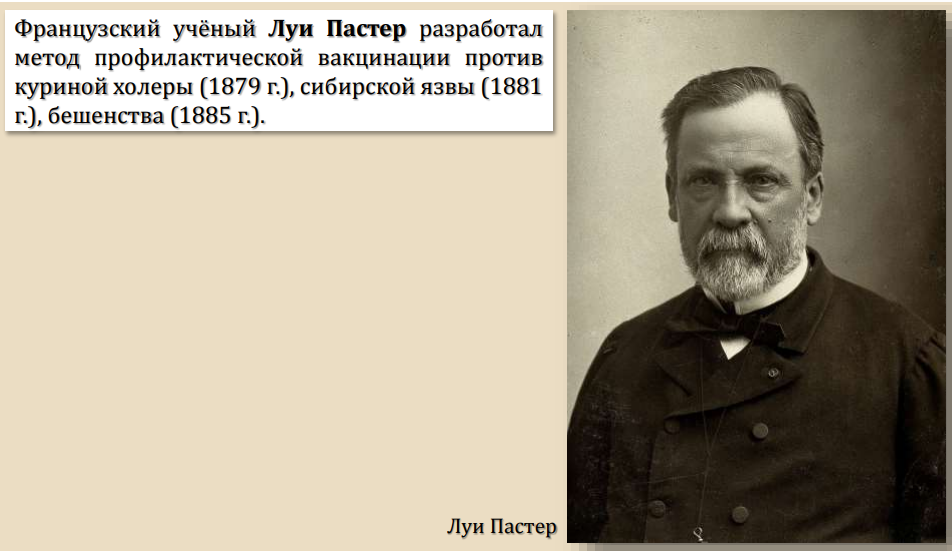 Французский учёный Луи Пастер разработал
метод профилактической вакцинации против
куриной холеры (1879 г.), сибирской язвы (1881
г.), бешенства (1885 г.).
Луи Пастер